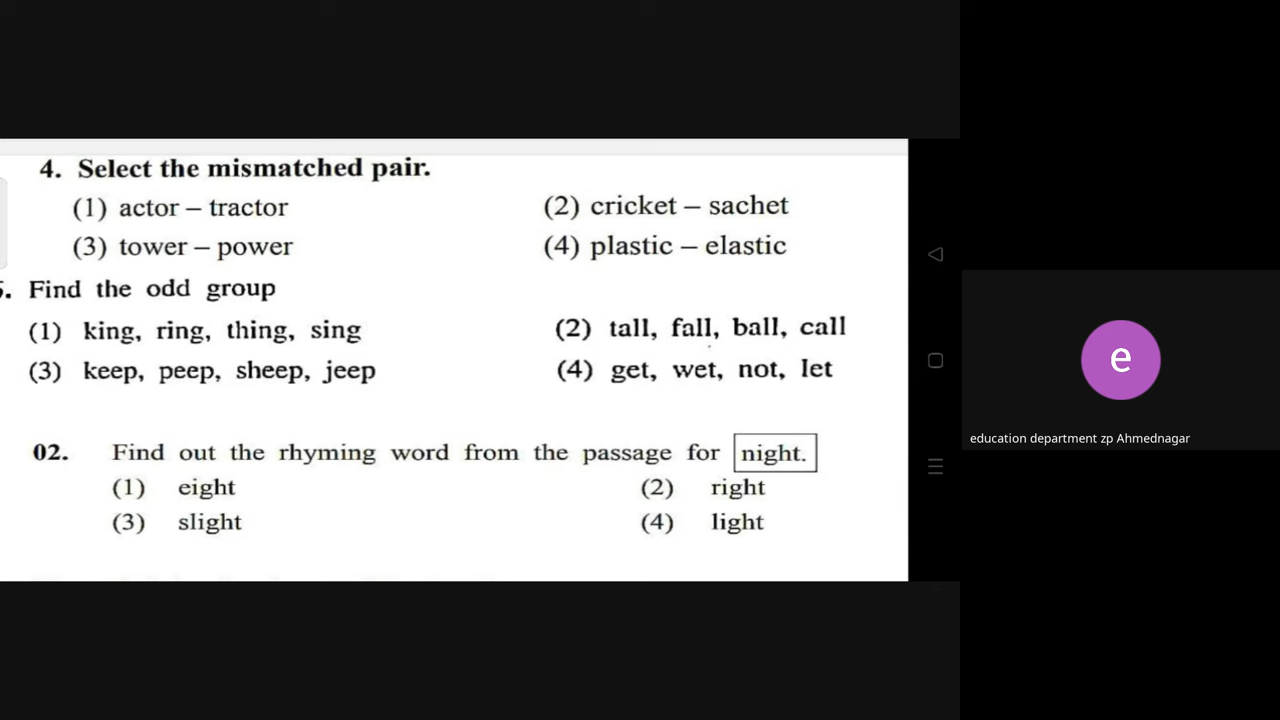 4. Select the mismatched pair.
(1) actor – tractor (2) cricket – sachet
(3) tower – power (4) plastic – elastic
. Find the odd group
(1) king, ring, thing, sing (2) tall, fall, ball, call
(3) keep, peep, sheep, jeep (4) get, wet, not, let
02. Find out the rhyming word from the passage for night.
(1) eight (2) right
(3) slight (4) light
e
education department zp Ahmednagar